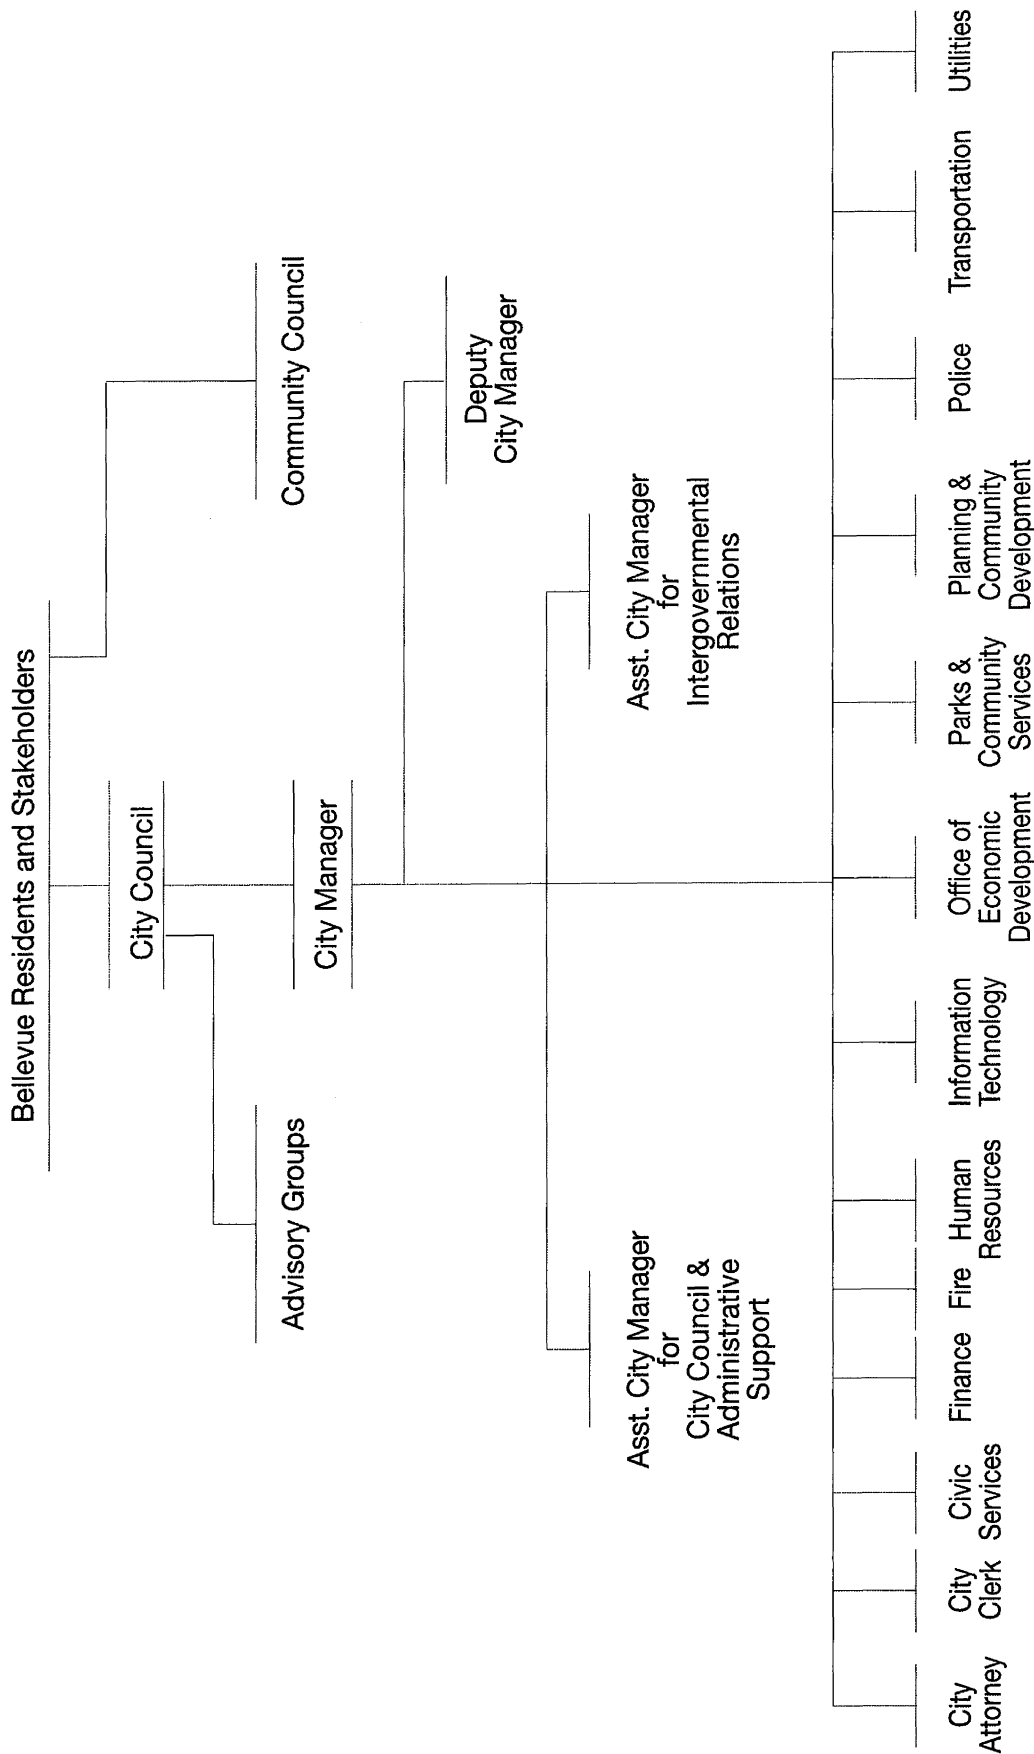 Bellevue Residents and Stakeholders
City Council
Community Council
Advisory Groups
City Manager
Deputy
City Manager
Asst. City Manager
for
City Council &
Administrative
Support
Asst. City Manager
for
Intergovernmental
Relations
City
Attorney
City
Clerk
Civic
Services
Finance
Fire
Human
Resources
Information
Technology
Office of
Economic
Development
Parks &
Community
Services
Planning &
Community
Development
Police
Transportation
Utilities